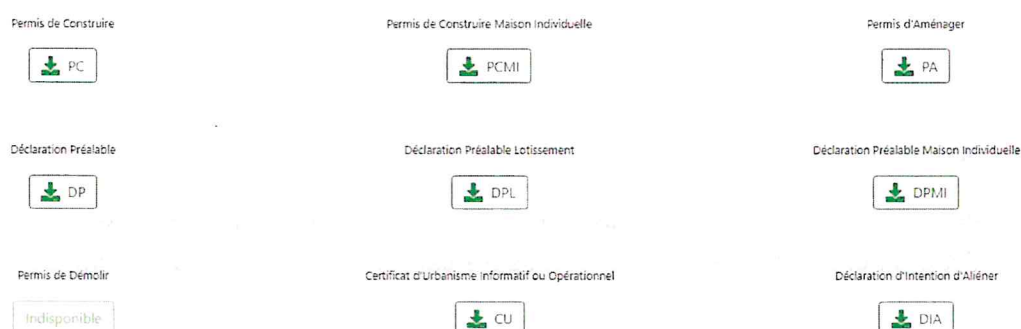 Permis de Construire
PC
Permis de Construire Maison Individuelle
PCMI
Permis d'Aménager
PA
Déclaration Préalable
DP
Déclaration Préalable Lotissement
DPL
Déclaration Préalable Maison Individuelle
DPMI
Permis de Démolir
Indisponible
Certificat d'Urbanisme Informatif ou Opérationnel
CU
Déclaration d'Intention d'Aliéner
DIA